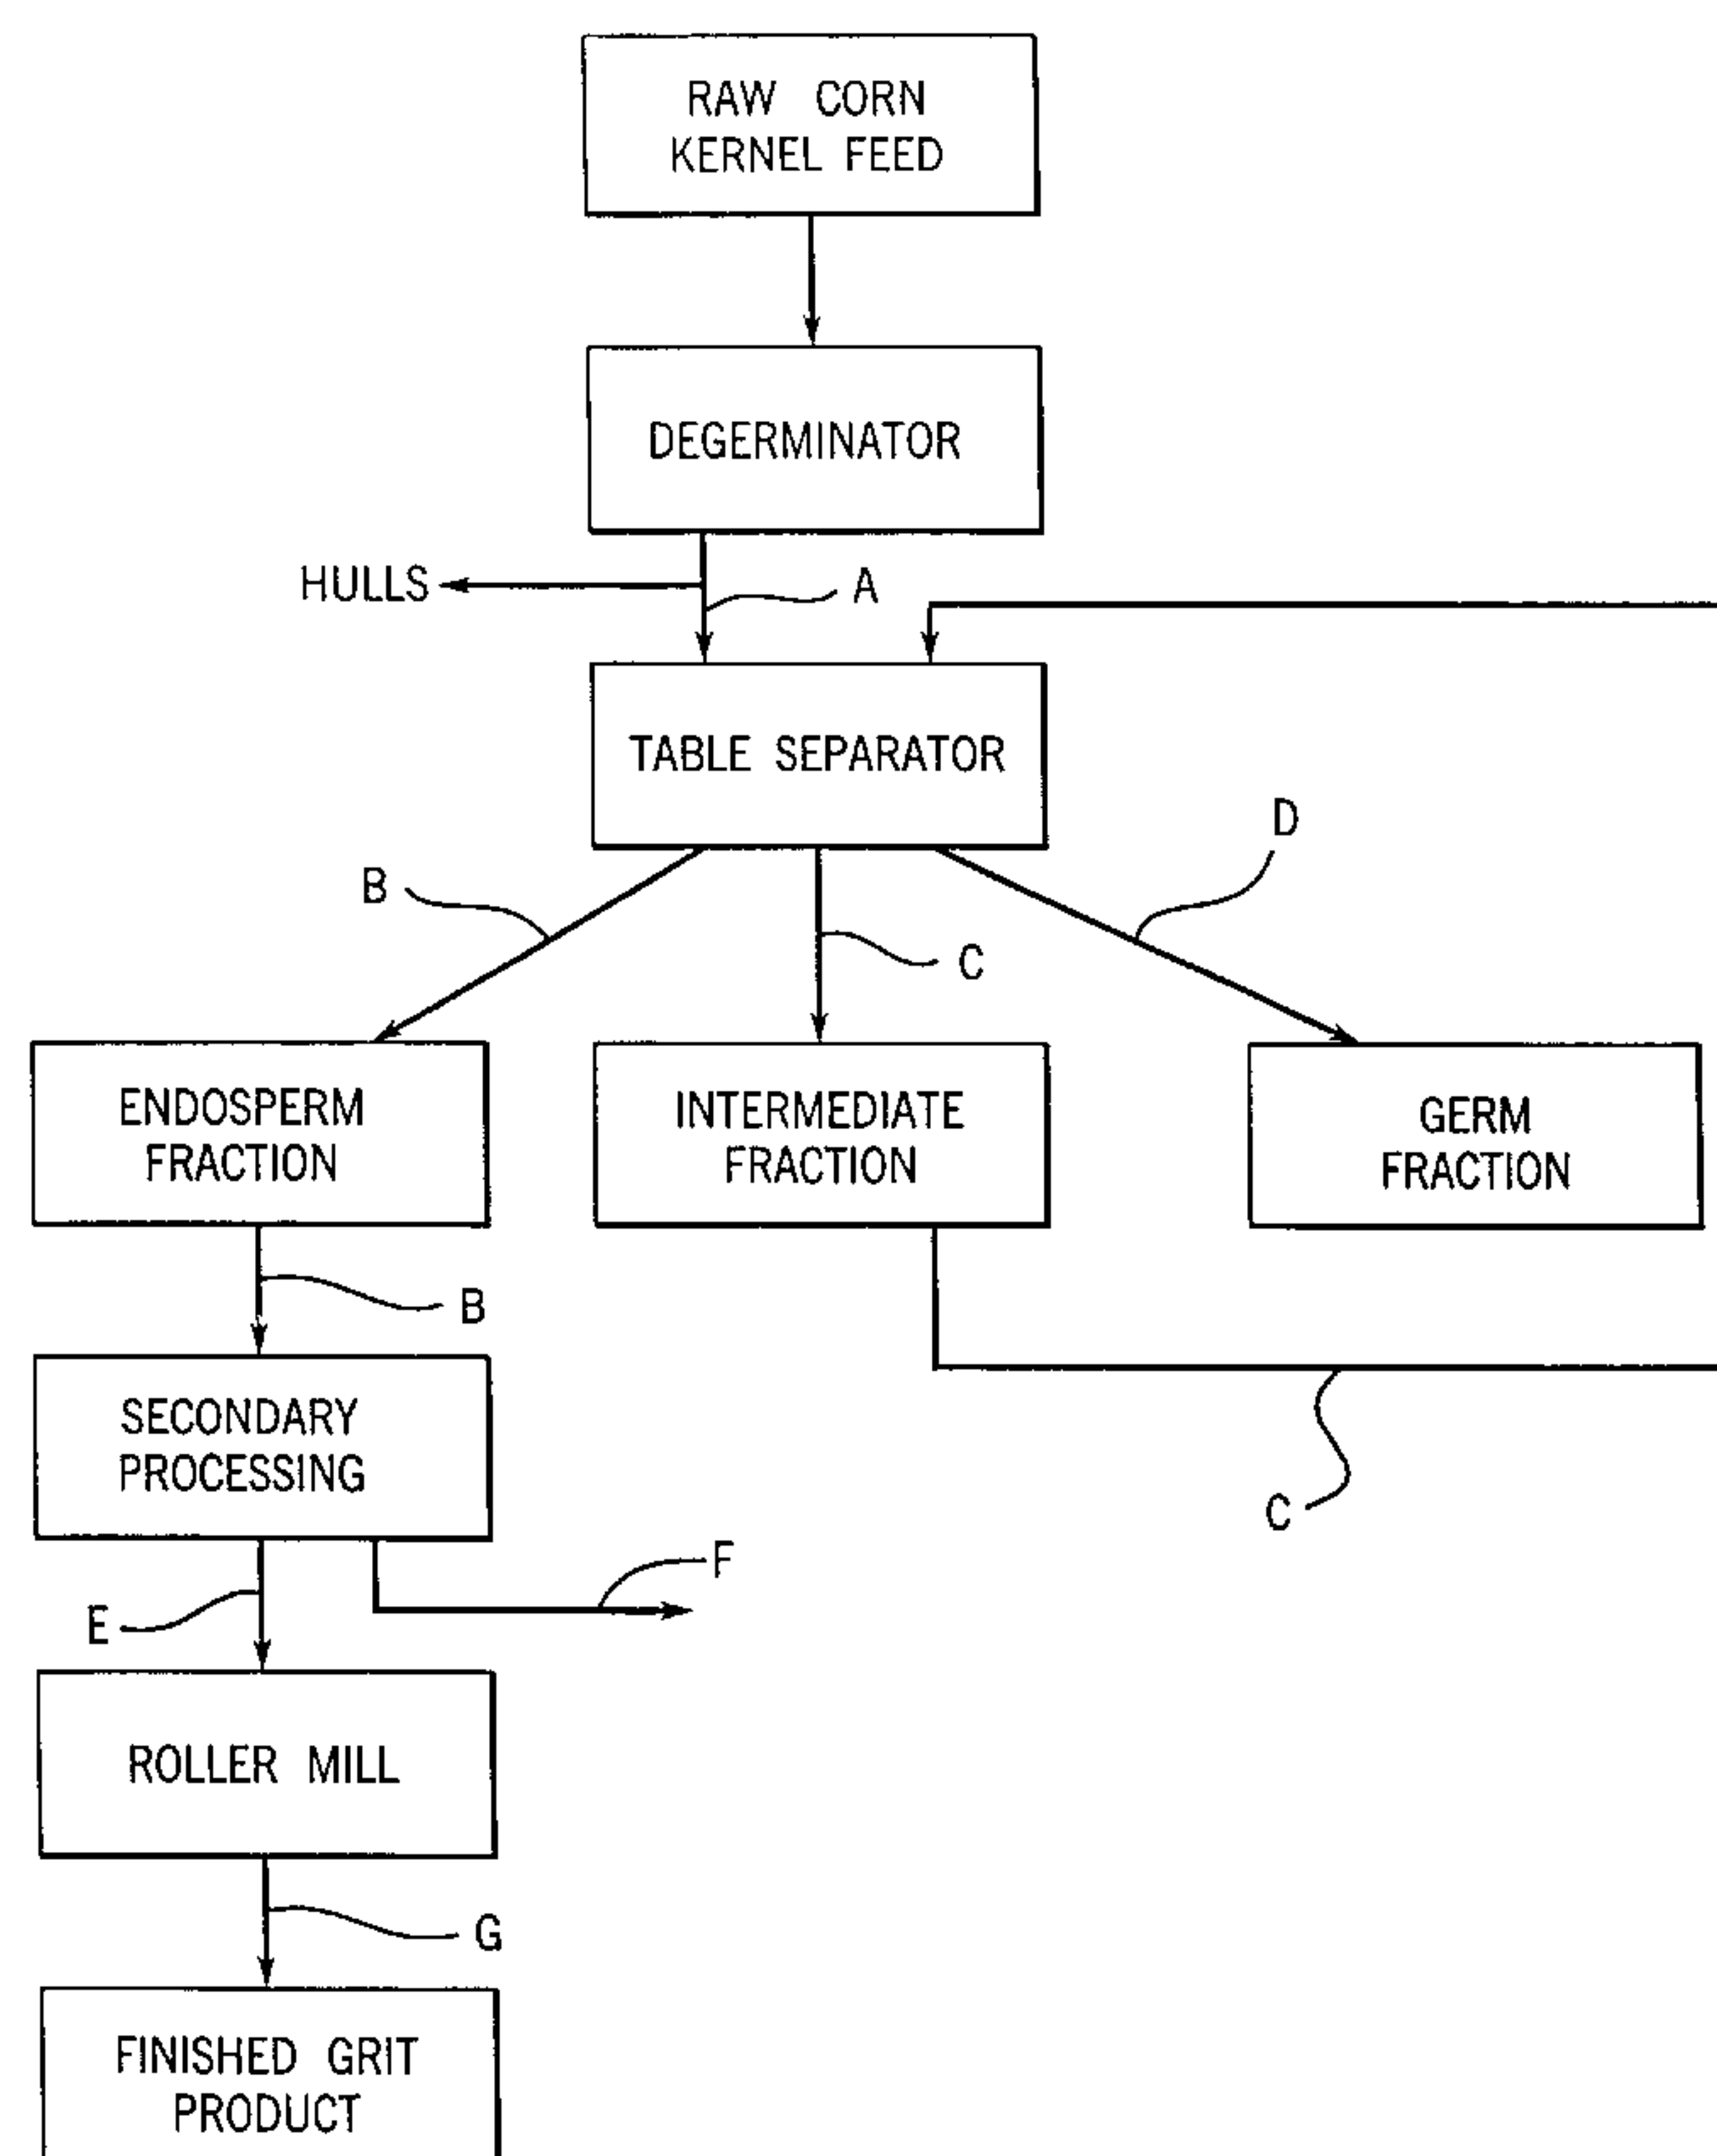 RAW CORN
KERNEL FEED
DEGERMINATOR
HULLS
A
TABLE SEPARATOR
D
B
C
ENDOSPERM
FRACTION
INTERMEDIATE
FRACTION
GERM
FRACTION
B
SECONDARY
PROCESSING
C
F
E
ROLLER MILL
G
FINISHED GRIT
PRODUCT